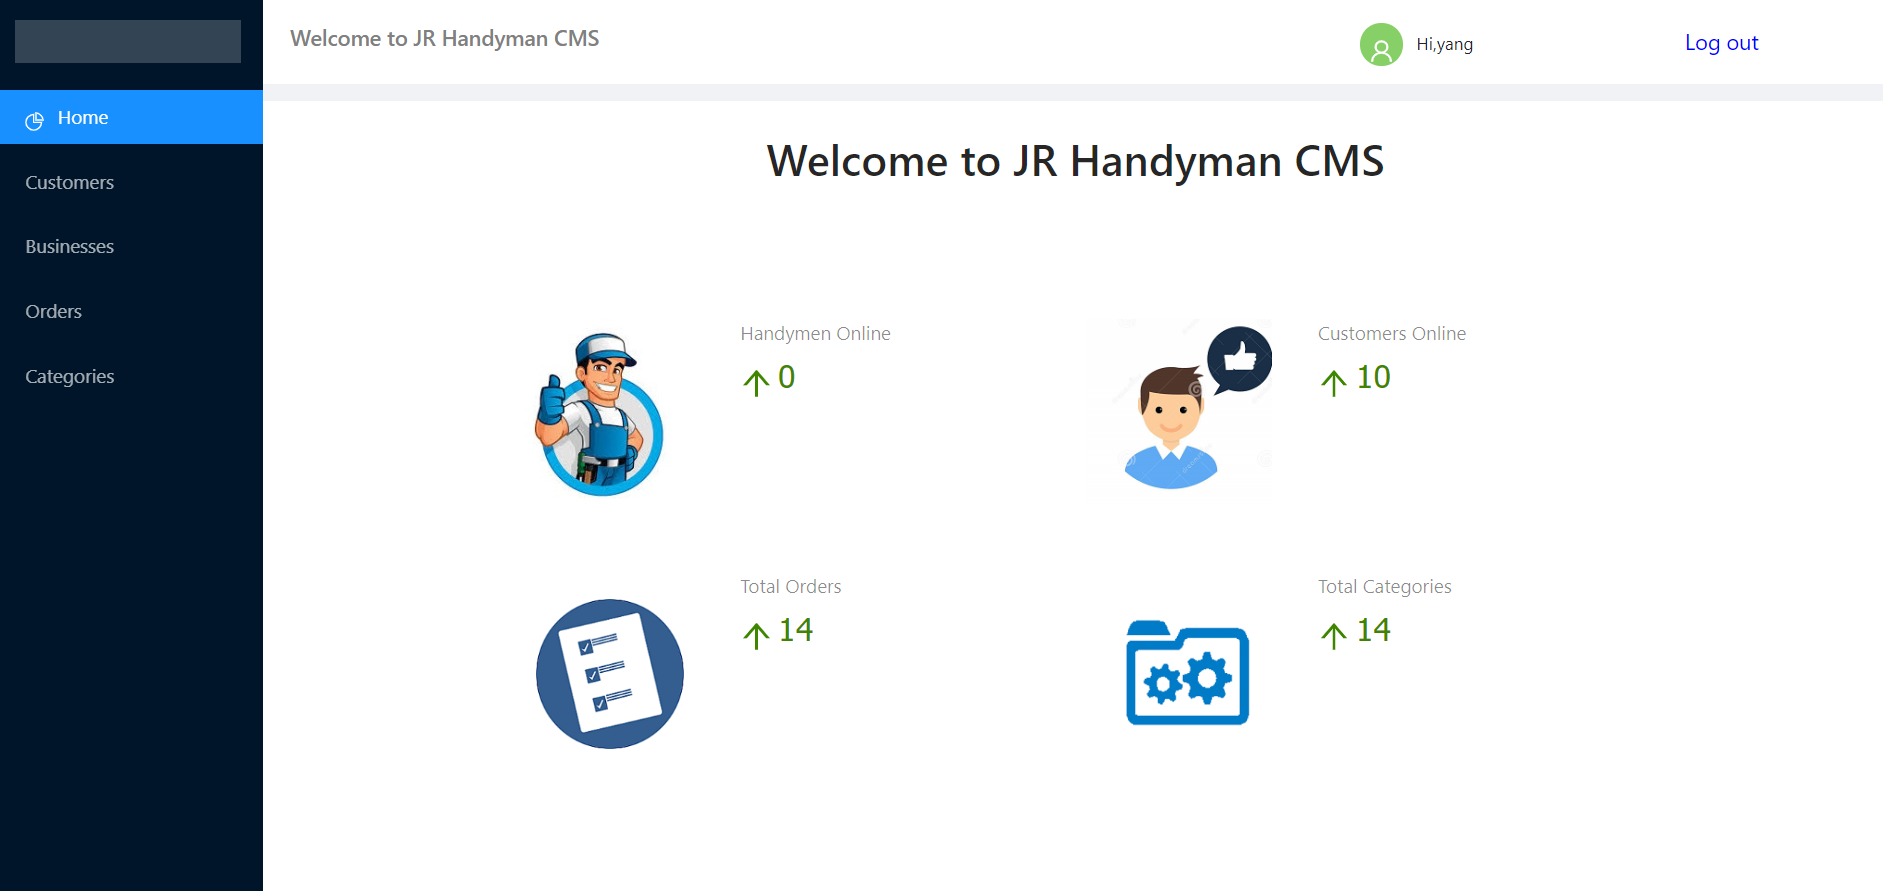 Welcome to JR Handyman CMS
Hi,yang
Log out
Home
Customers
Businesses
Orders
Categories
Welcome to JR Handyman CMS
Handymen Online
0
Customers Online
10
Total Orders
14
Total Categories
14